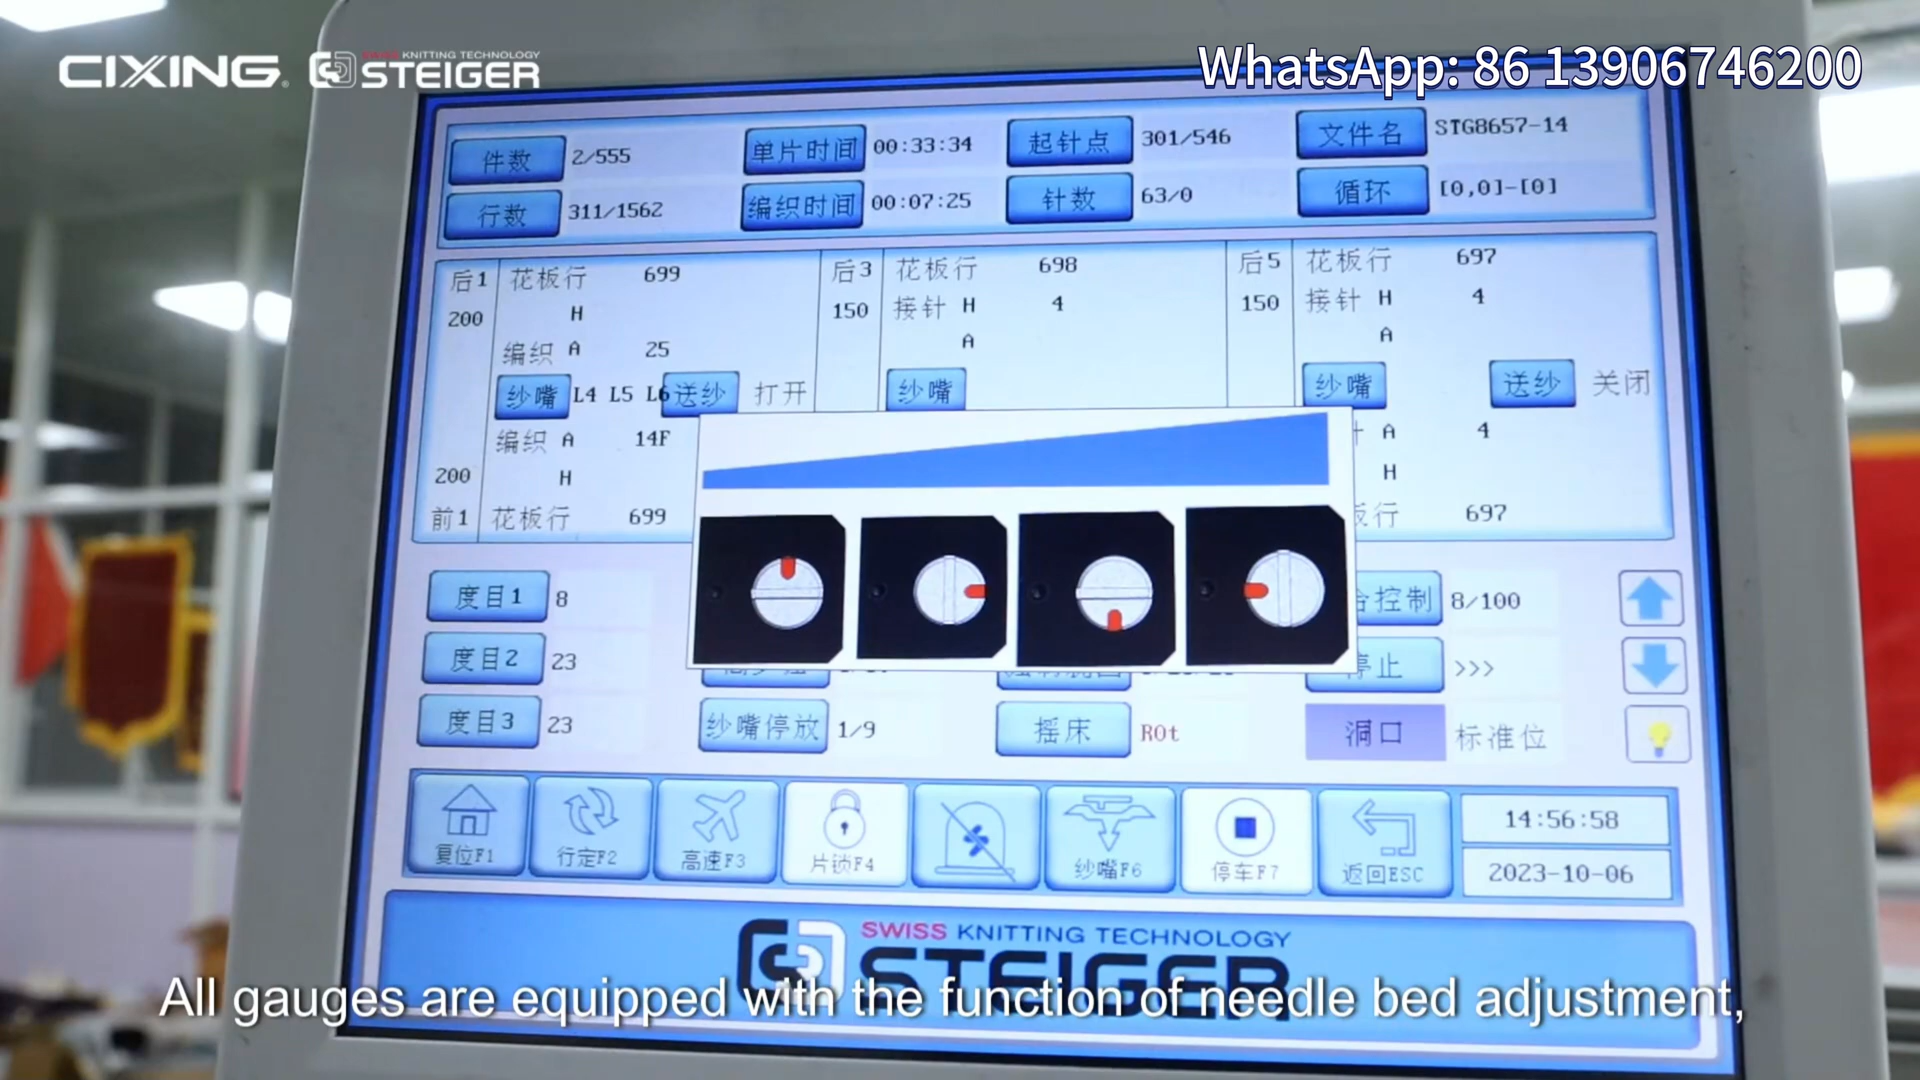 CIXING
SWISS KNITTING TECHNOLOGY
STEIGER
WhatsApp: 86 13906746200
件数 2/555 单片时间 00:33:34 起针点 301/546 文件名 STG8657-14
行数 311/1562 编织时间 00:07:25 针数 63/0 循环 [0,0]-[0]
后1 花板行 699 后3 花板行 698 后5 花板行 697
200 H 150 接针 H 4 150 接针 H 4
编织 A 25 A A
纱嘴 L4 L5 L6 送纱 打开 纱嘴 纱嘴 送纱 关闭
编织 A 14F A 4
200 H H
前1 花板行 699 板行 697
度目1 8 控制 8/100
度目2 23 停止 >>>
度目3 23 纱嘴停放 1/9 摇床 R0t 洞口 标准位
复位F1 行定F2 高速F3 片锁F4 纱嘴F6 停车F7 返回ESC
14:56:58
2023-10-06
SWISS KNITTING TECHNOLOGY
STEIGER
All gauges are equipped with the function of needle bed adjustment,